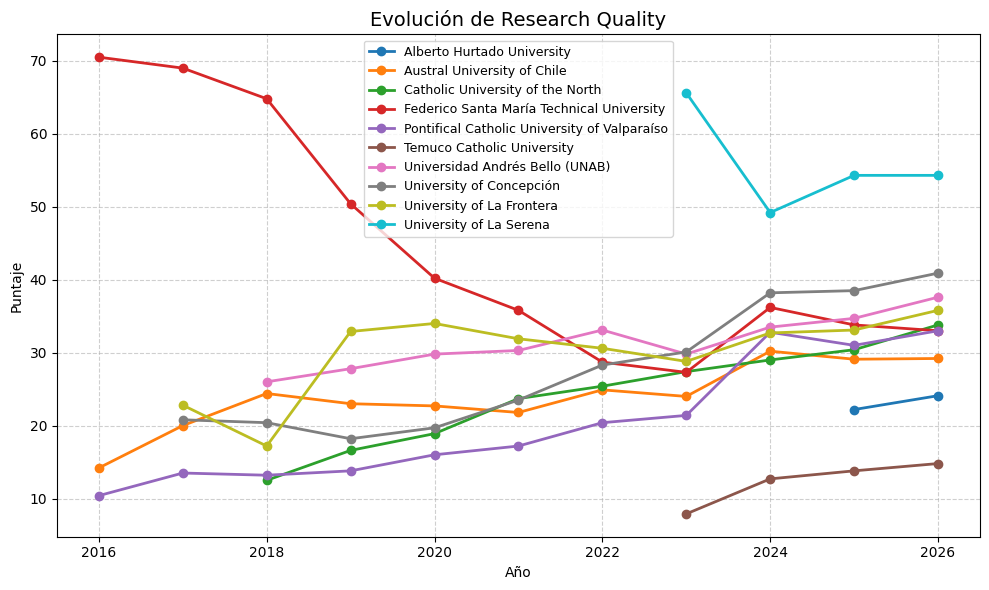 Evolución de Research Quality
Puntaje
70
60
50
40
30
20
10
Alberto Hurtado University
Austral University of Chile
Catholic University of the North
Federico Santa María Technical University
Pontifical Catholic University of Valparaíso
Temuco Catholic University
Universidad Andrés Bello (UNAB)
University of Concepción
University of La Frontera
University of La Serena
2016 2018 2020 2022 2024 2026
Año